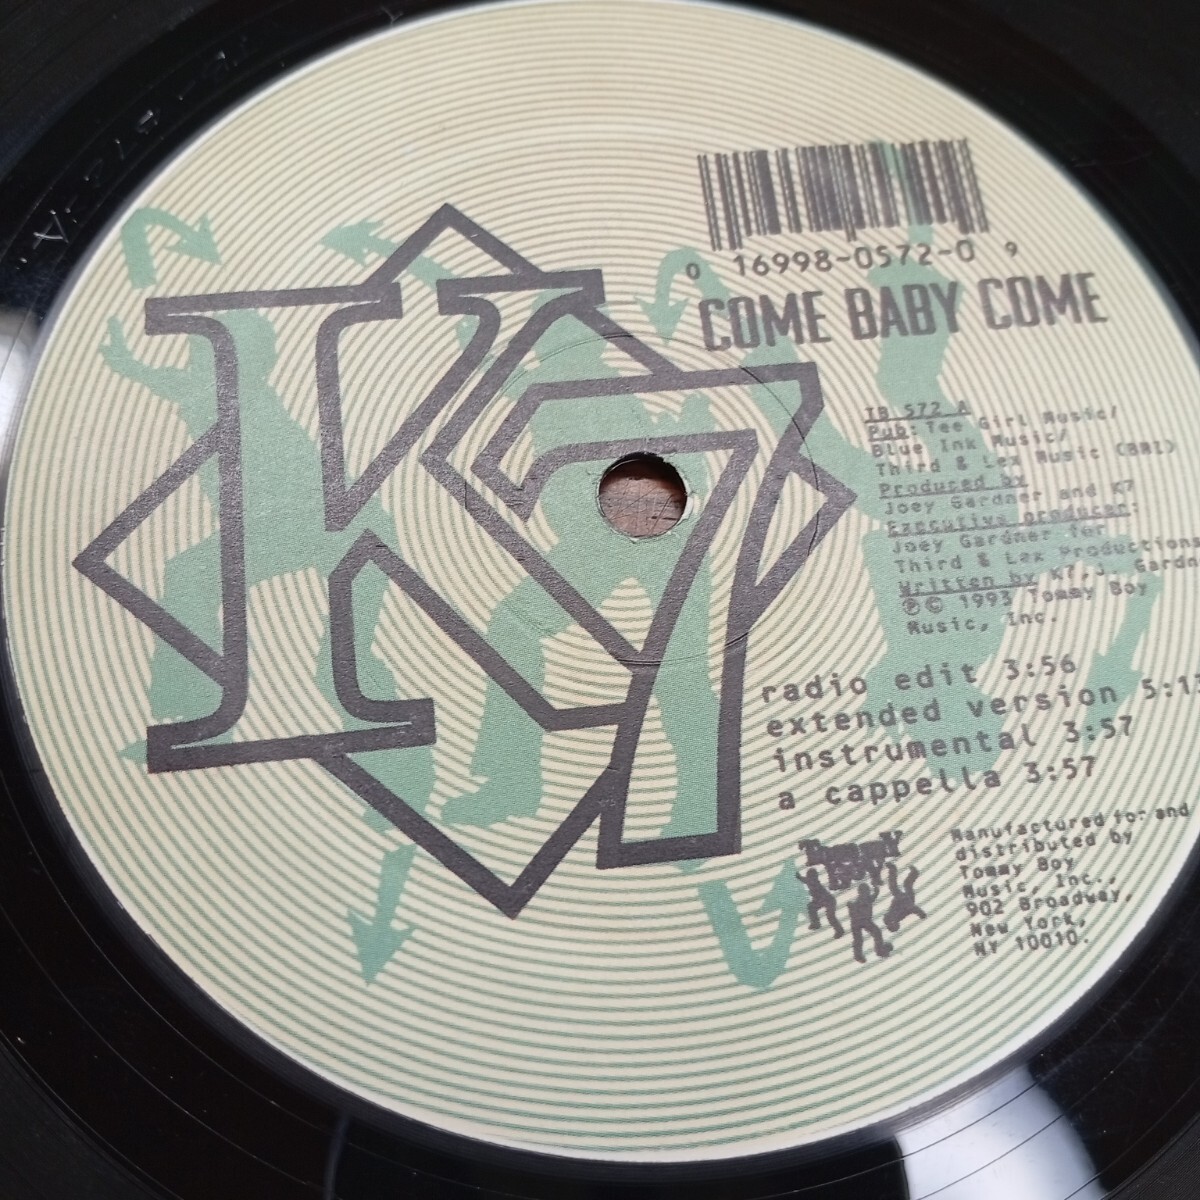 K7
0 16998-0572-0 9
COME BABY COME
TB 572 A
Pub: Tee Girl Music/
Blue Ink Music/
Third & Lex Music (BMI)
Produced by
Joey Gardner and K7
Executive producer:
Joey Gardner for
Third & Lex Productions
Written by K7, J. Gardn
℗© 1993 Tommy Boy
Music, Inc.
radio edit 3:56
extended version 5:1
instrumental 3:57
a cappella 3:57
Tommy
Boy
Manufactured for and
distributed by
Tommy Boy
Music, Inc.,
902 Broadway,
New York,
NY 10010.